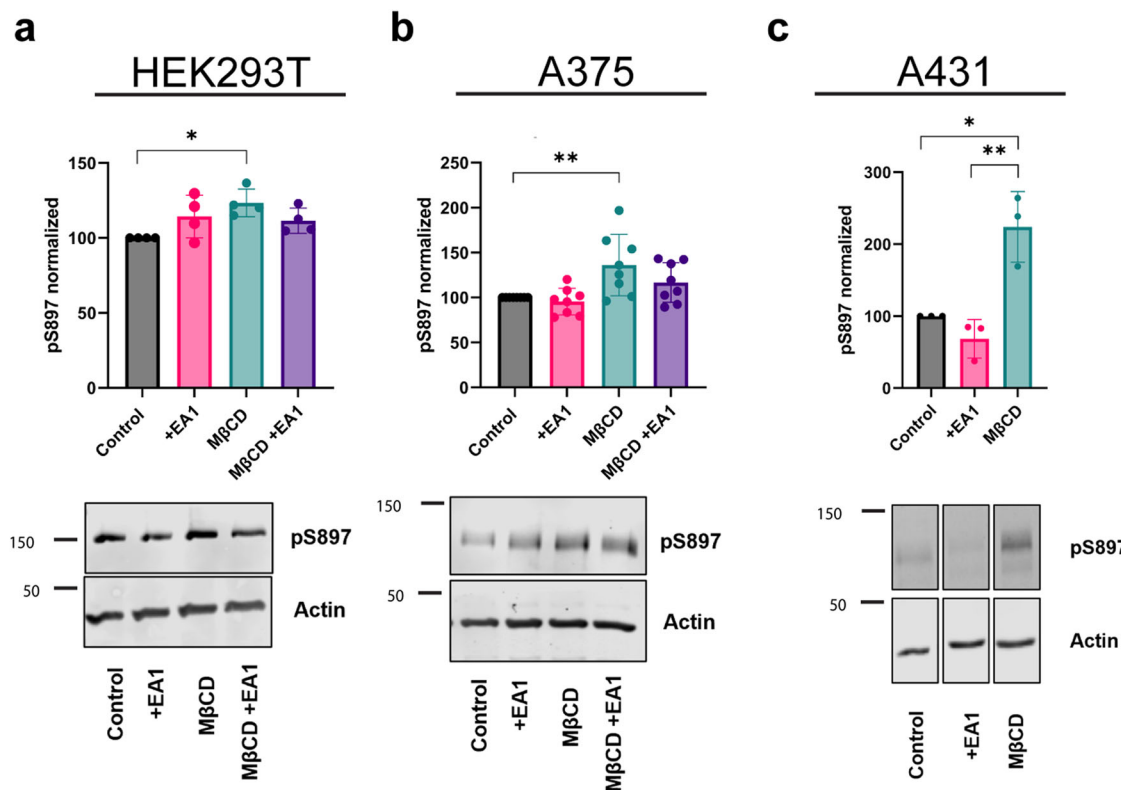 a
HEK293T
*
pS897 normalized
150
100
50
0
Control
+EA1
MβCD
MβCD +EA1
150
pS897
50
Actin
Control
+EA1
MβCD
MβCD +EA1
b
A375
**
pS897 normalized
250
200
150
100
50
0
Control
+EA1
MβCD
MβCD +EA1
150
pS897
50
Actin
Control
+EA1
MβCD
MβCD +EA1
c
A431
*
**
pS897 normalized
300
200
100
0
Control
+EA1
MβCD
150
pS897
50
Actin
Control
+EA1
MβCD